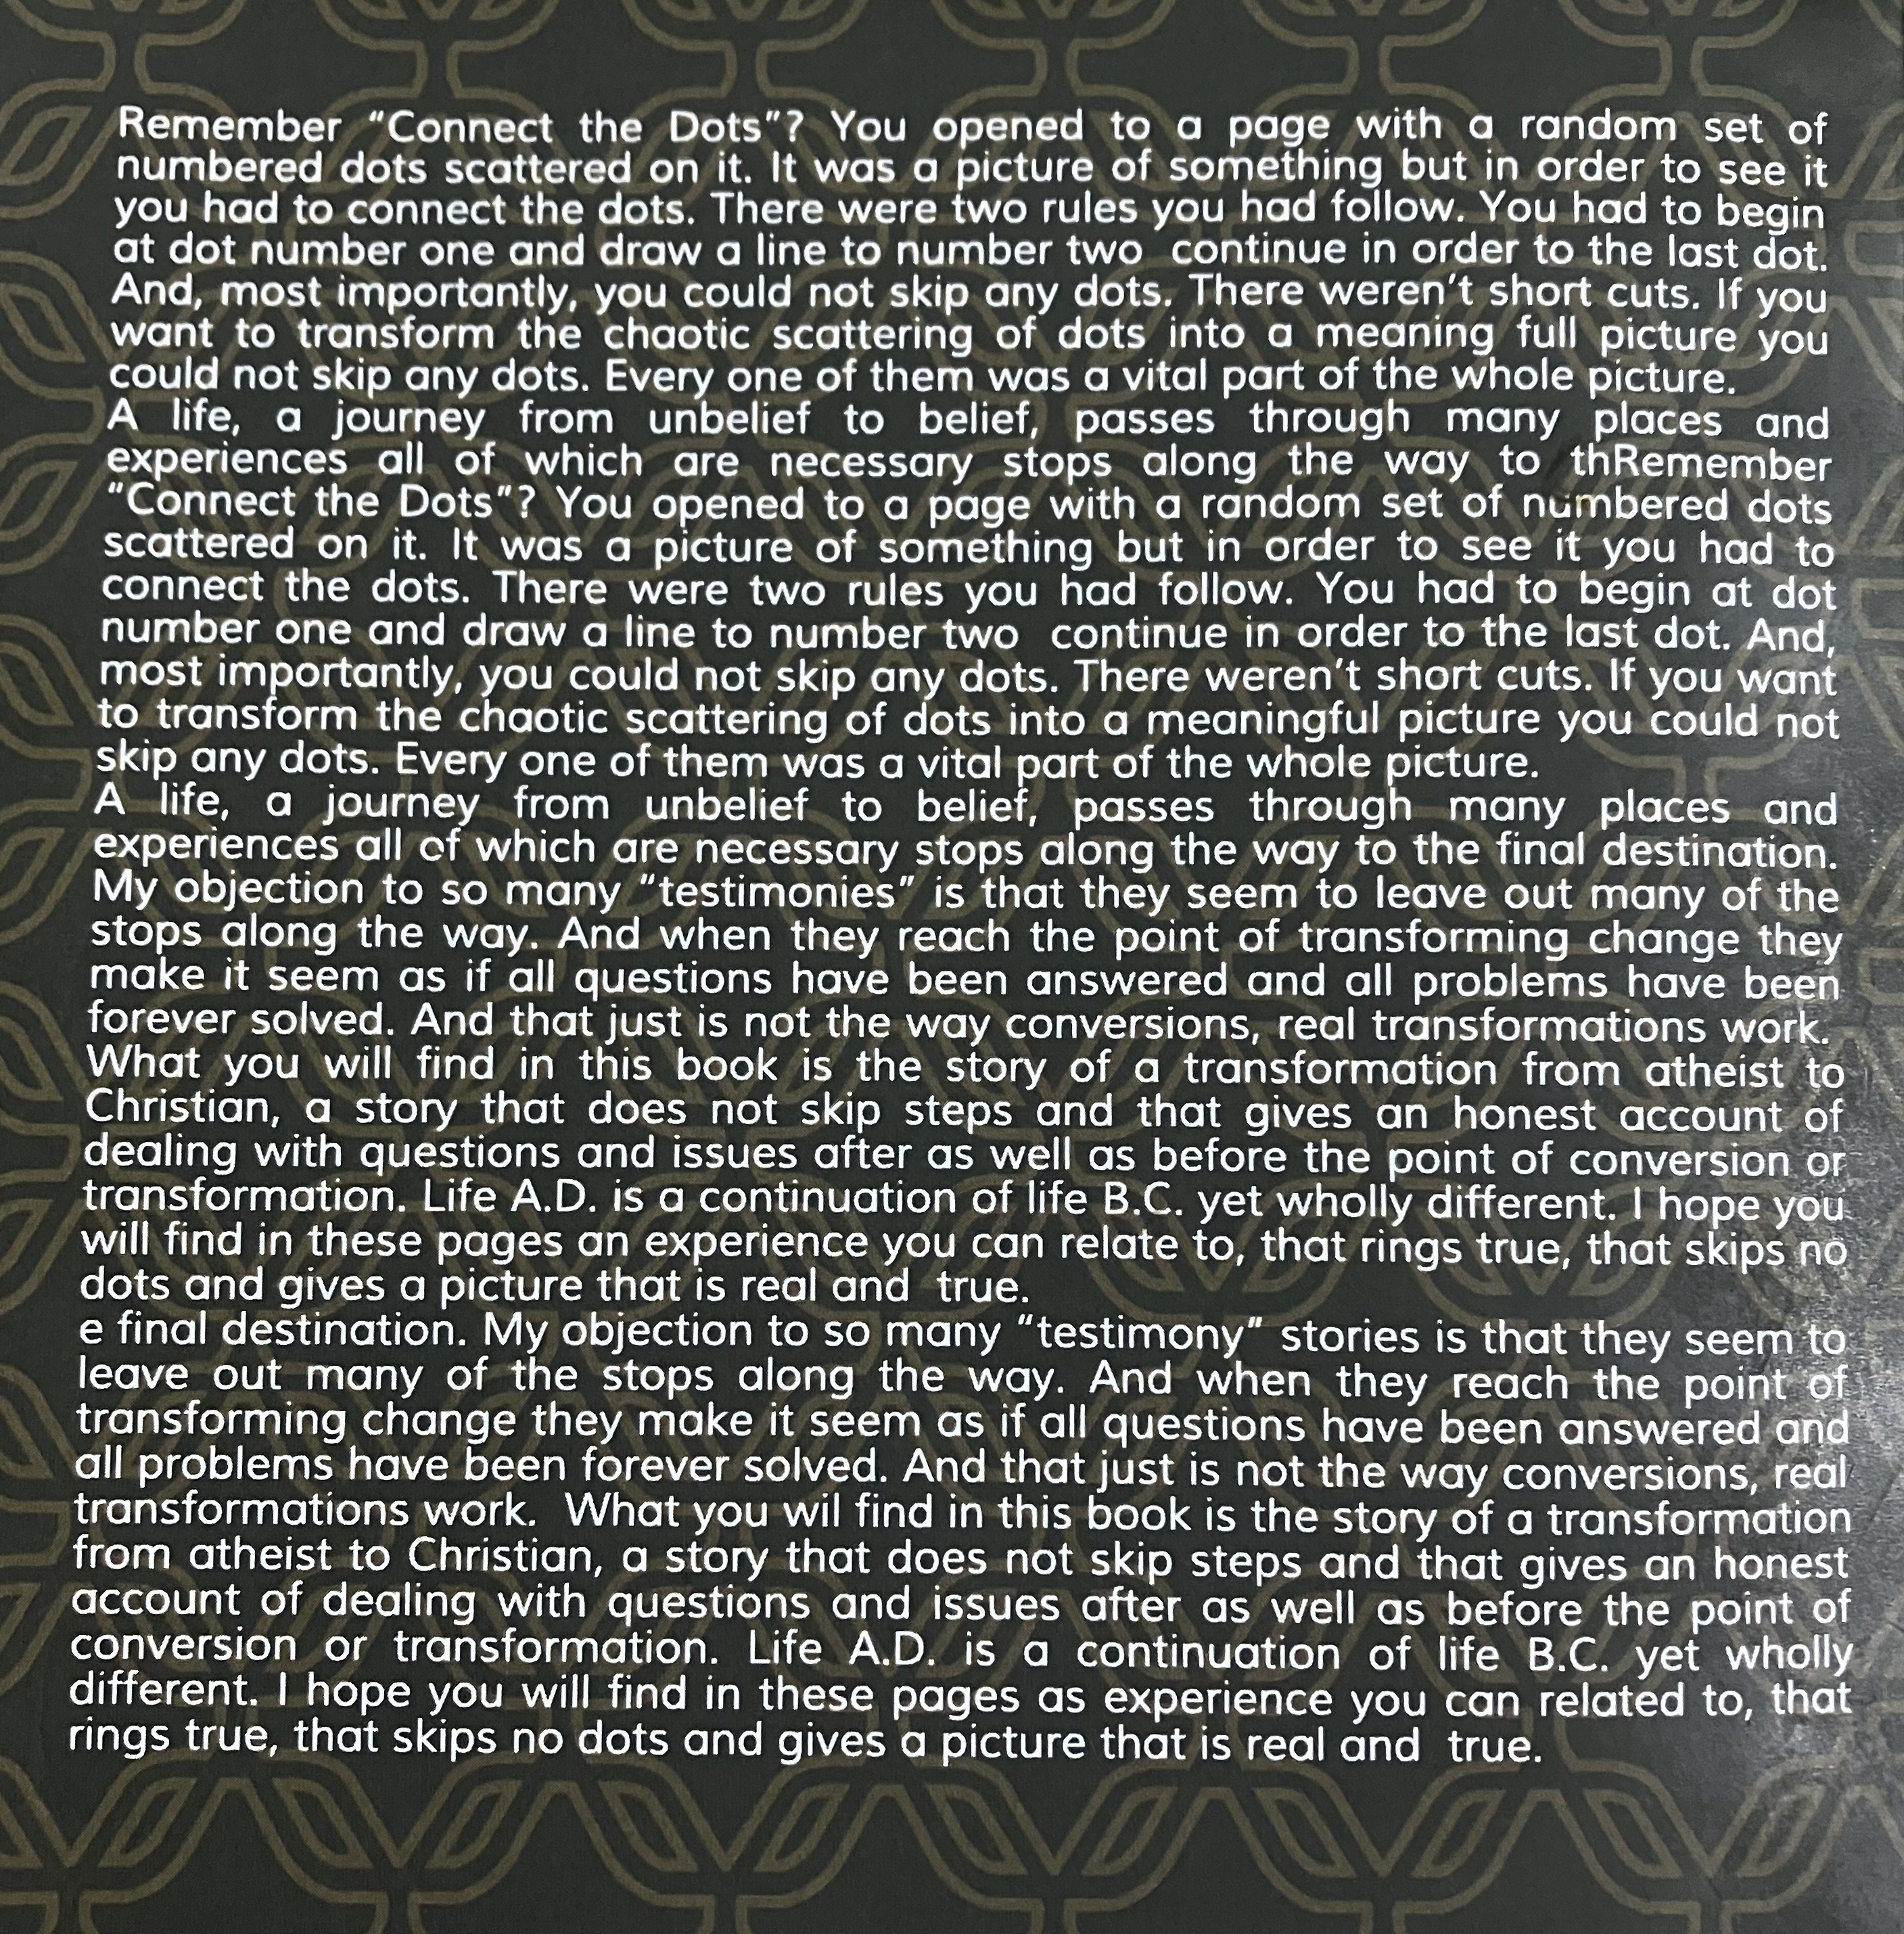 Remember "Connect the Dots"? You opened to a page with a random set of
numbered dots scattered on it. It was a picture of something but in order to see it
you had to connect the dots. There were two rules you had follow. You had to begin
at dot number one and draw a line to number two  continue in order to the last dot.
And, most importantly, you could not skip any dots. There weren't short cuts. If you
want to transform the chaotic scattering of dots into a meaning full picture you
could not skip any dots. Every one of them was a vital part of the whole picture.
A life, a journey from unbelief to belief, passes through many places and
experiences all of which are necessary stops along the way to thRemember
"Connect the Dots"? You opened to a page with a random set of numbered dots
scattered on it. It was a picture of something but in order to see it you had to
connect the dots. There were two rules you had follow. You had to begin at dot
number one and draw a line to number two  continue in order to the last dot. And,
most importantly, you could not skip any dots. There weren't short cuts. If you want
to transform the chaotic scattering of dots into a meaningful picture you could not
skip any dots. Every one of them was a vital part of the whole picture.
A life, a journey from unbelief to belief, passes through many places and
experiences all of which are necessary stops along the way to the final destination.
My objection to so many "testimonies" is that they seem to leave out many of the
stops along the way. And when they reach the point of transforming change they
make it seem as if all questions have been answered and all problems have been
forever solved. And that just is not the way conversions, real transformations work.
What you will find in this book is the story of a transformation from atheist to
Christian, a story that does not skip steps and that gives an honest account of
dealing with questions and issues after as well as before the point of conversion or
transformation. Life A.D. is a continuation of life B.C. yet wholly different. I hope you
will find in these pages an experience you can relate to, that rings true, that skips no
dots and gives a picture that is real and  true.
e final destination. My objection to so many "testimony" stories is that they seem to
leave out many of the stops along the way. And when they reach the point of
transforming change they make it seem as if all questions have been answered and
all problems have been forever solved. And that just is not the way conversions, real
transformations work.  What you wil find in this book is the story of a transformation
from atheist to Christian, a story that does not skip steps and that gives an honest
account of dealing with questions and issues after as well as before the point of
conversion or transformation. Life A.D. is a continuation of life B.C. yet wholly
different. I hope you will find in these pages as experience you can related to, that
rings true, that skips no dots and gives a picture that is real and  true.